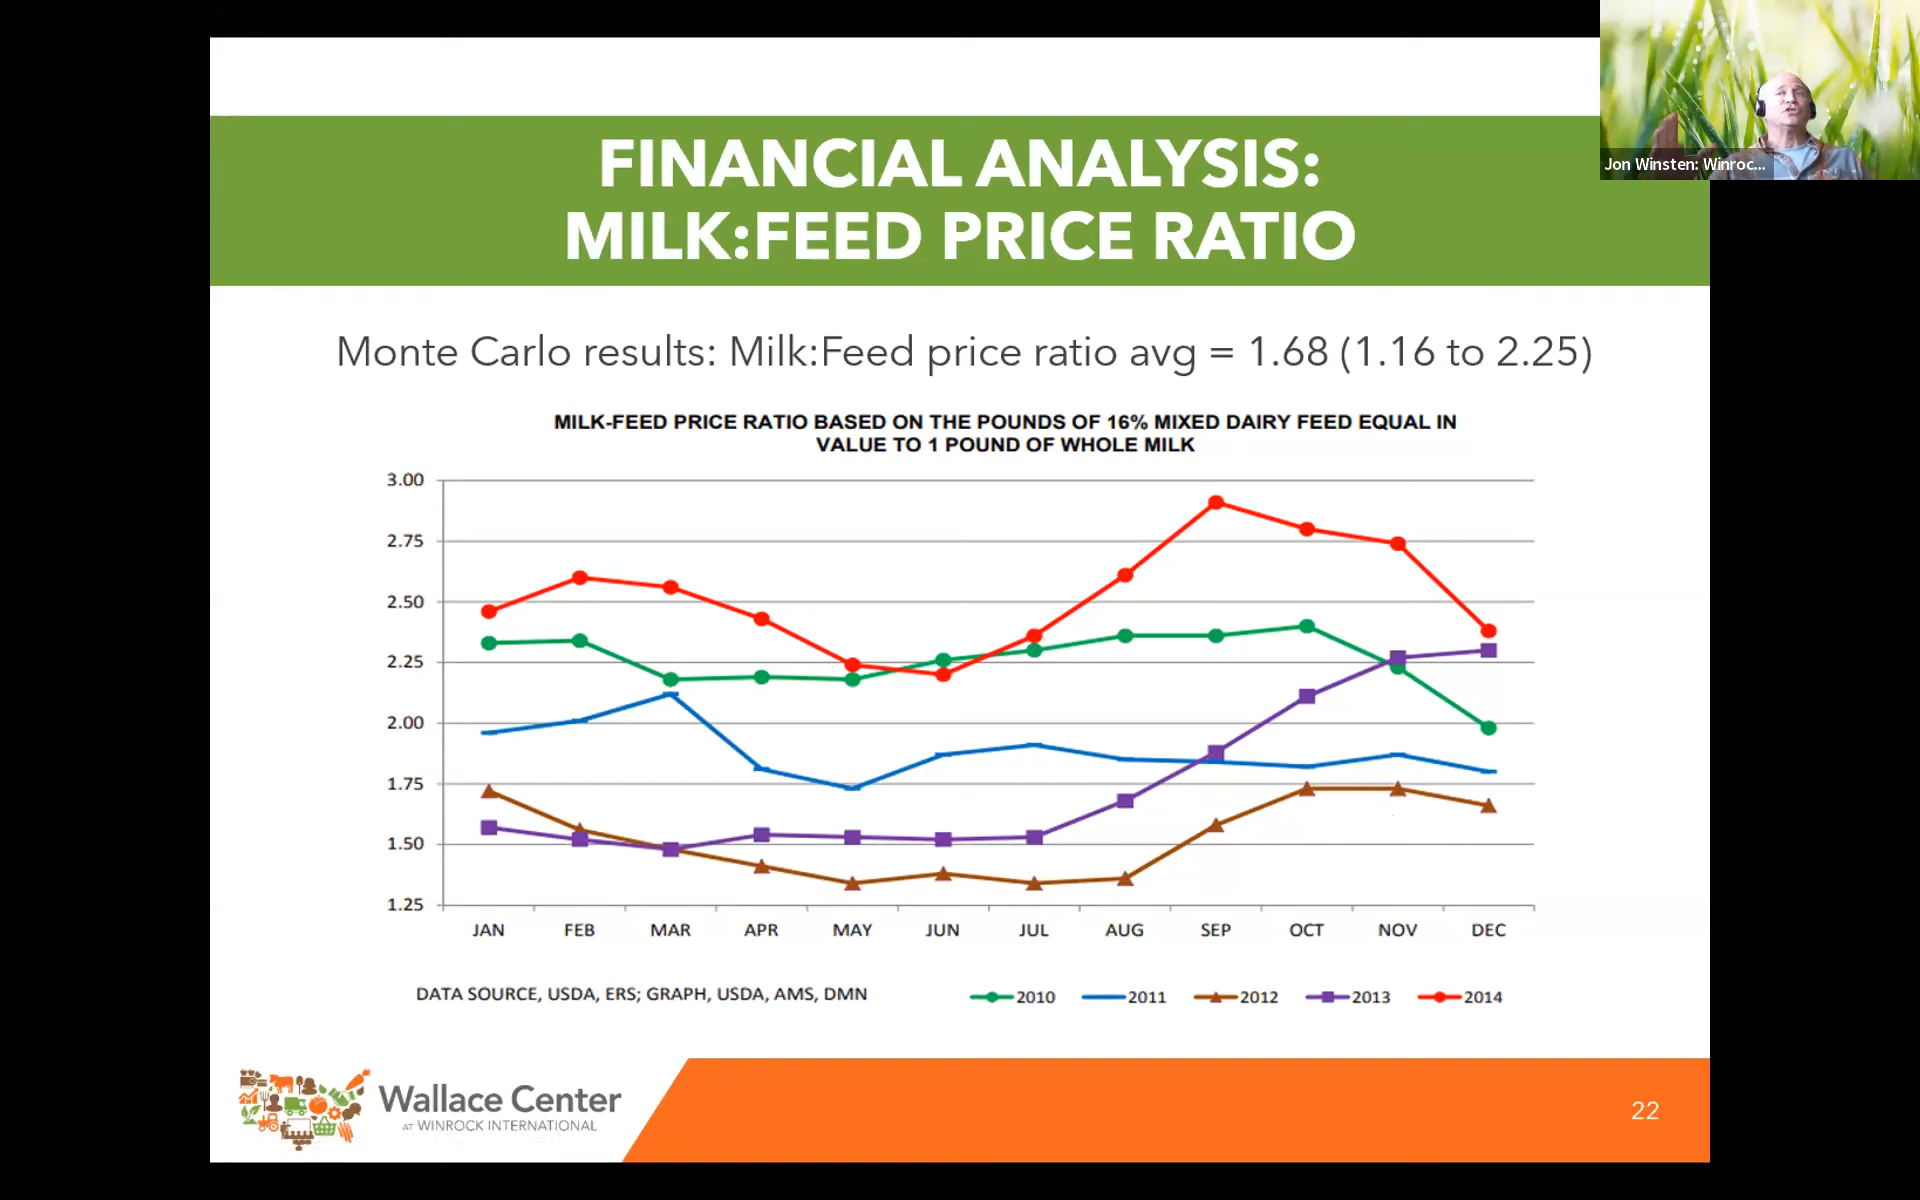 Jon Winsten: Winroc...
FINANCIAL ANALYSIS:
MILK:FEED PRICE RATIO
Monte Carlo results: Milk:Feed price ratio avg = 1.68 (1.16 to 2.25)
MILK-FEED PRICE RATIO BASED ON THE POUNDS OF 16% MIXED DAIRY FEED EQUAL IN
VALUE TO 1 POUND OF WHOLE MILK
3.00
2.75
2.50
2.25
2.00
1.75
1.50
1.25
JAN FEB MAR APR MAY JUN JUL AUG SEP OCT NOV DEC
DATA SOURCE, USDA, ERS; GRAPH, USDA, AMS, DMN
2010 2011 2012 2013 2014
Wallace Center
AT WINROCK INTERNATIONAL
22